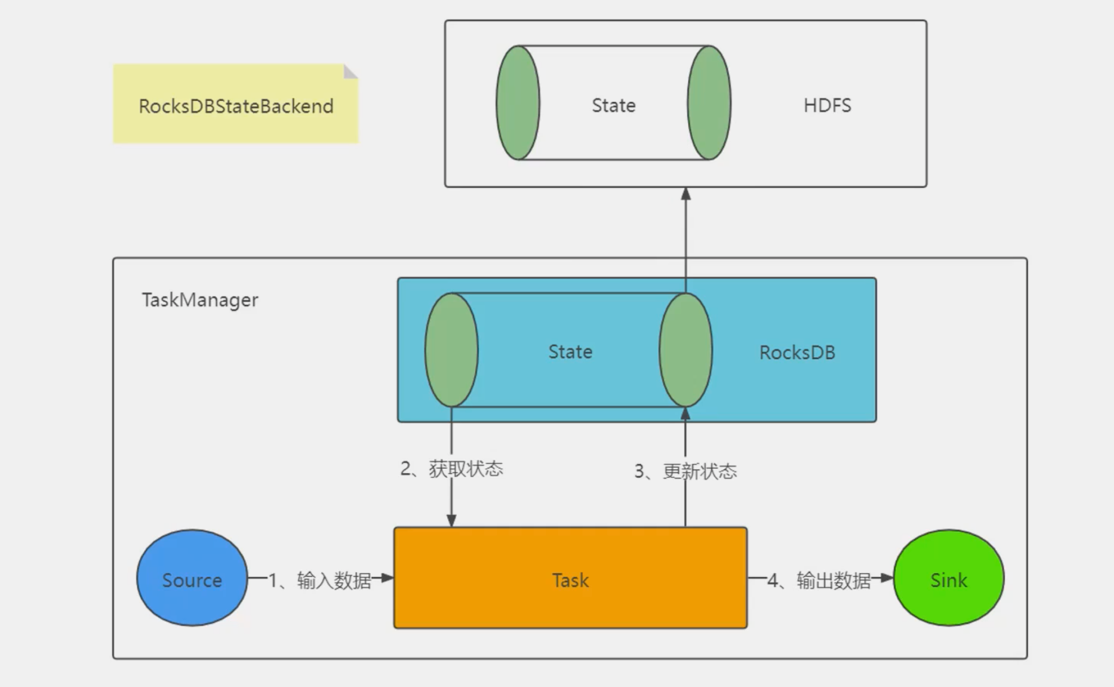 RocksDBStateBackend
State
HDFS
TaskManager
State
RocksDB
2、获取状态
3、更新状态
Source
1、输入数据
Task
4、输出数据
Sink